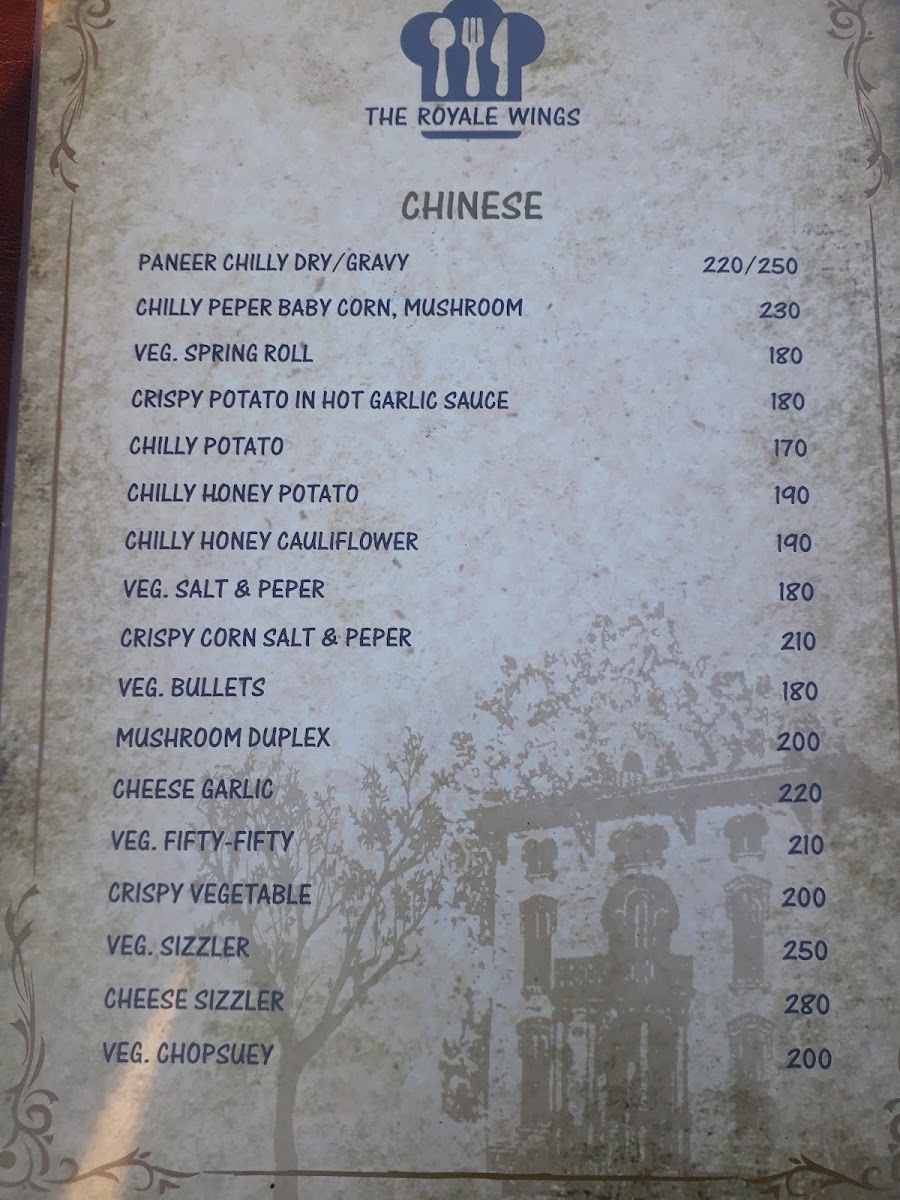 THE ROYALE WINGS
CHINESE
PANEER CHILLY DRY/GRAVY 220/250
CHILLY PEPER BABY CORN, MUSHROOM 230
VEG. SPRING ROLL 180
CRISPY POTATO IN HOT GARLIC SAUCE 180
CHILLY POTATO 170
CHILLY HONEY POTATO 190
CHILLY HONEY CAULIFLOWER 190
VEG. SALT & PEPER 180
CRISPY CORN SALT & PEPER 210
VEG. BULLETS 180
MUSHROOM DUPLEX 200
CHEESE GARLIC 220
VEG. FIFTY-FIFTY 210
CRISPY VEGETABLE 200
VEG. SIZZLER 250
CHEESE SIZZLER 280
VEG. CHOPSUEY 200